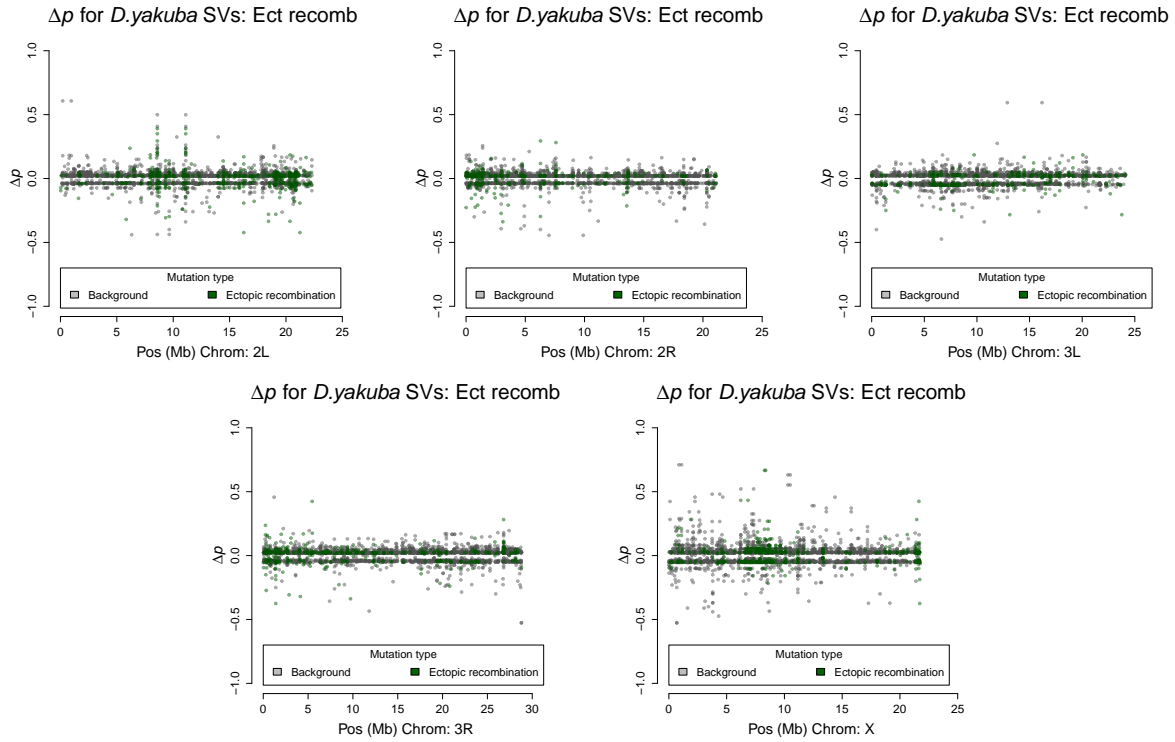 Δp for D.yakuba SVs: Ect recomb
1.0
0.5
0.0
−0.5
−1.0
Δp
Mutation type
Background Ectopic recombination
0 5 10 15 20 25
Pos (Mb) Chrom: 2L
Δp for D.yakuba SVs: Ect recomb
1.0
0.5
0.0
−0.5
−1.0
Δp
Mutation type
Background Ectopic recombination
0 5 10 15 20 25
Pos (Mb) Chrom: 2R
Δp for D.yakuba SVs: Ect recomb
1.0
0.5
0.0
−0.5
−1.0
Δp
Mutation type
Background Ectopic recombination
0 5 10 15 20 25
Pos (Mb) Chrom: 3L
Δp for D.yakuba SVs: Ect recomb
1.0
0.5
0.0
−0.5
−1.0
Δp
Mutation type
Background Ectopic recombination
0 5 10 15 20 25 30
Pos (Mb) Chrom: 3R
Δp for D.yakuba SVs: Ect recomb
1.0
0.5
0.0
−0.5
−1.0
Δp
Mutation type
Background Ectopic recombination
0 5 10 15 20 25
Pos (Mb) Chrom: X